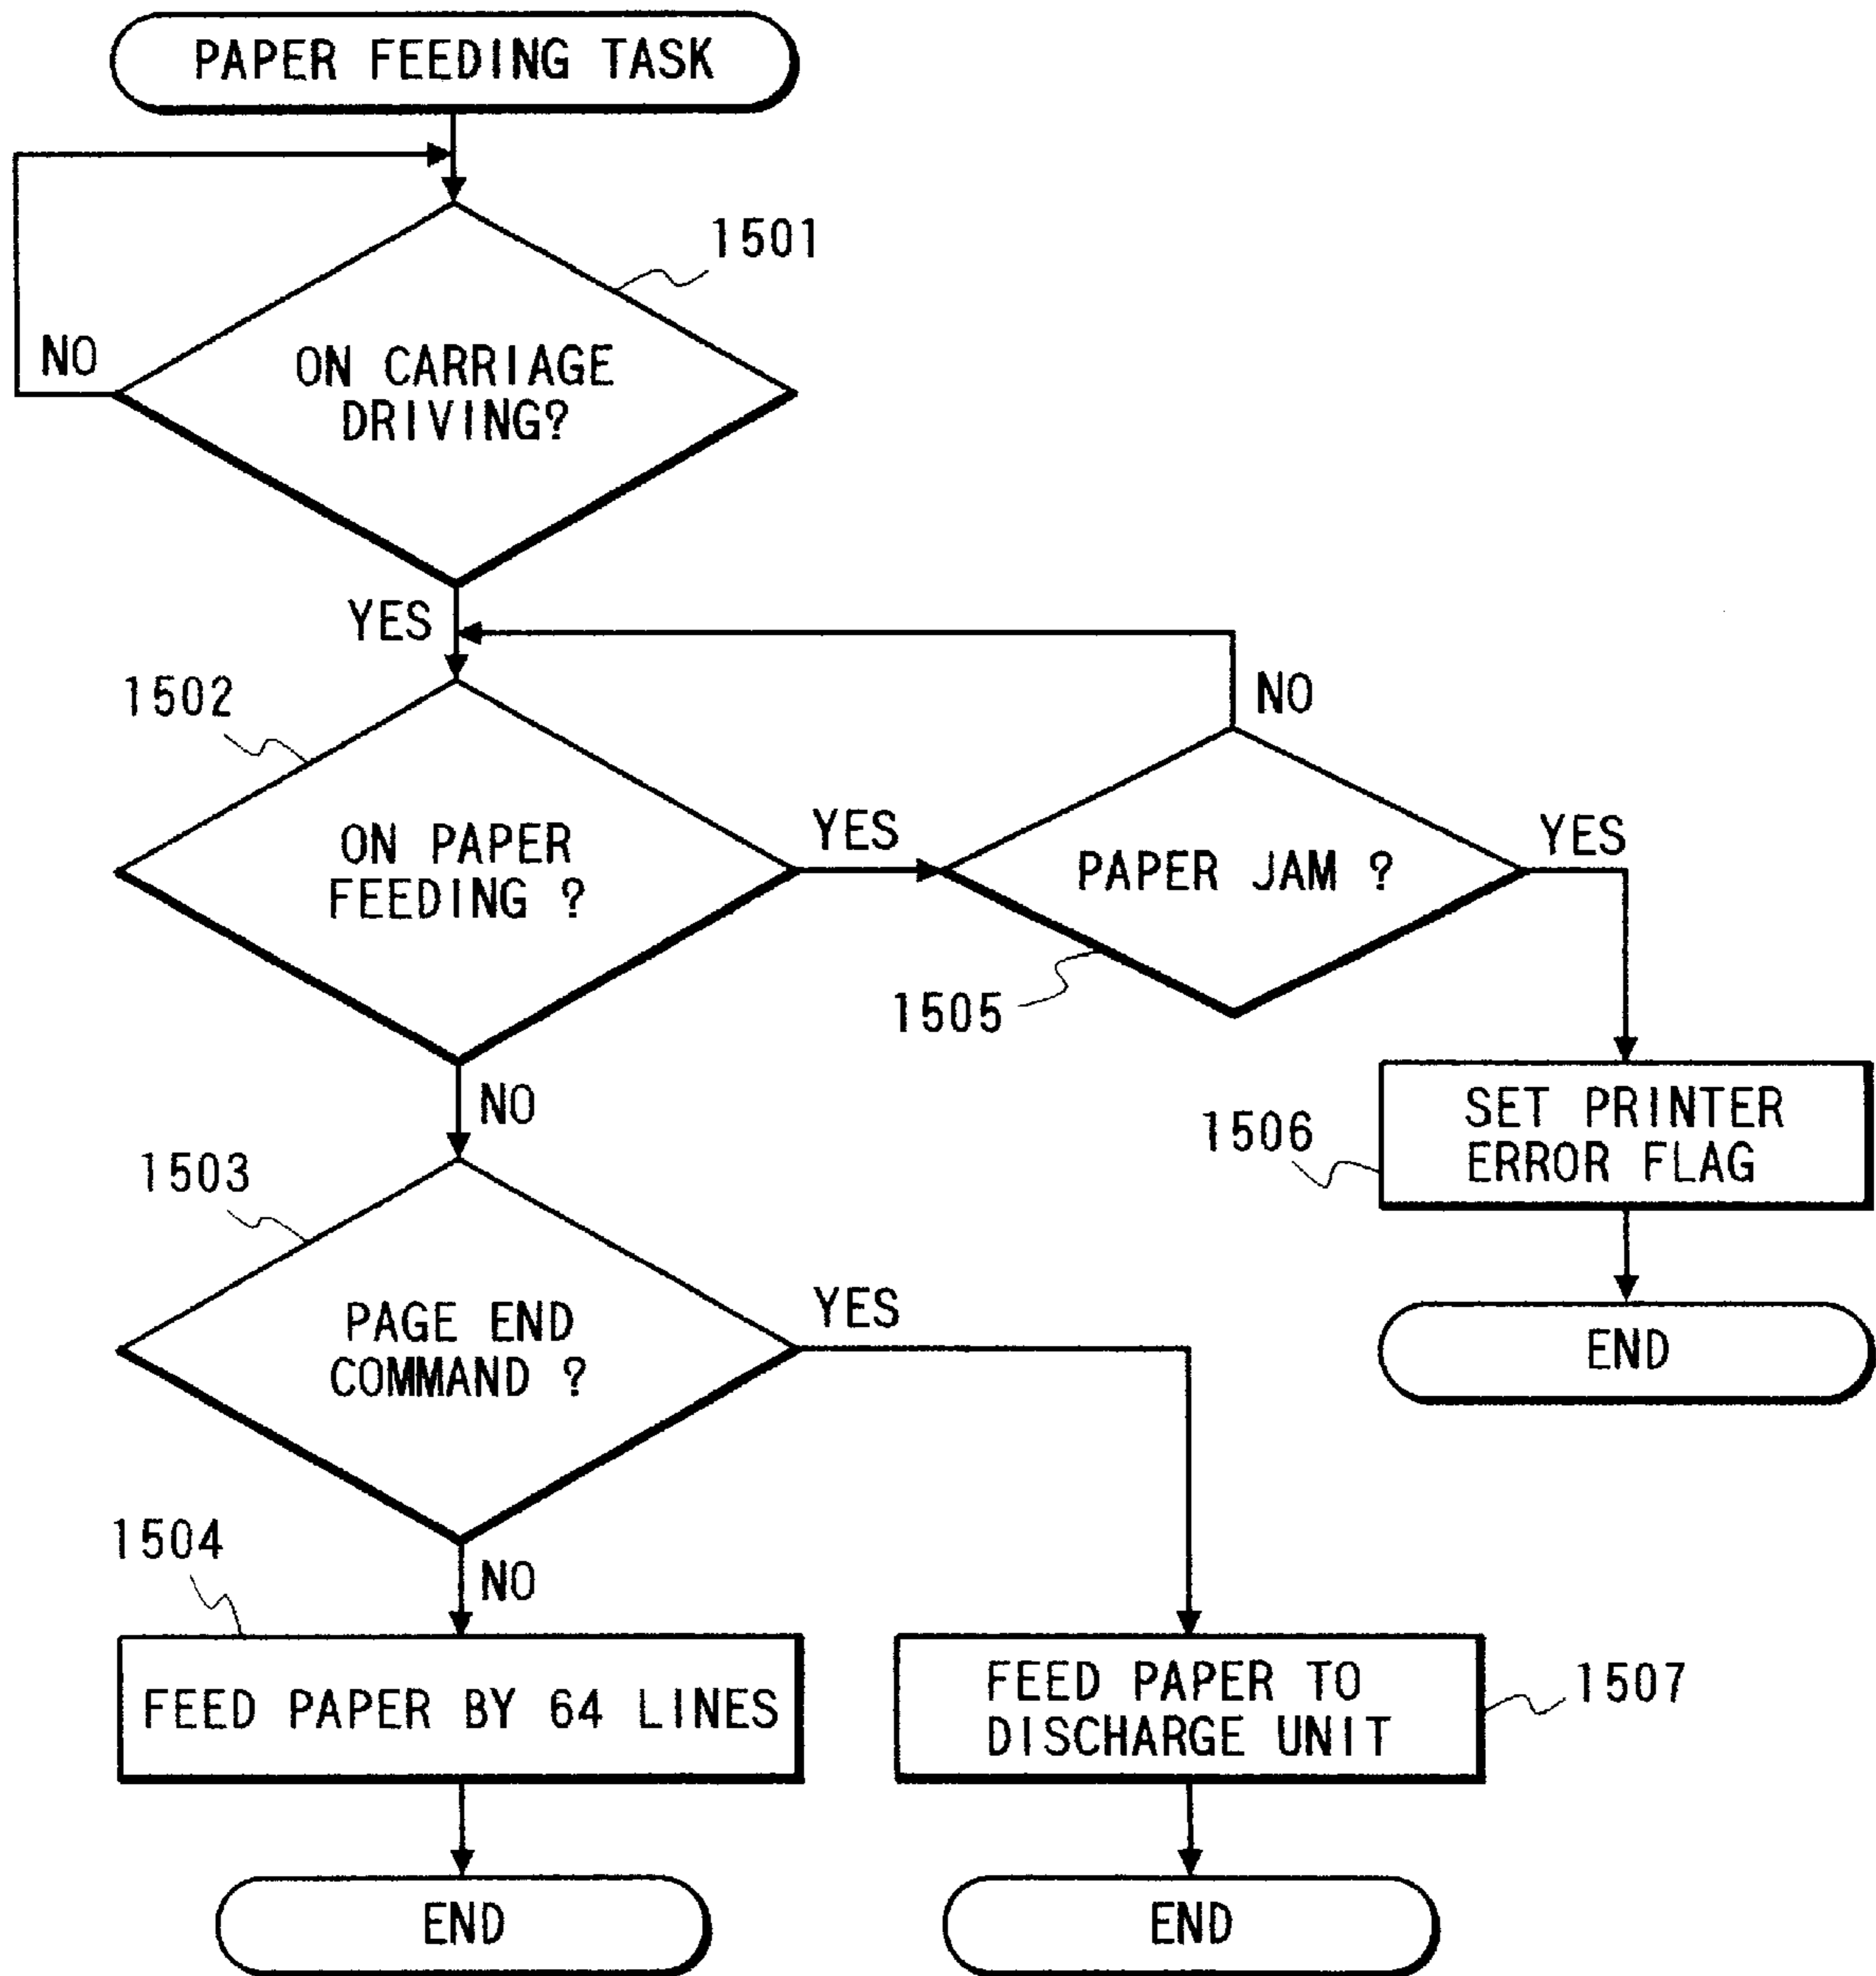 PAPER FEEDING TASK
1501
NO
ON CARRIAGE
DRIVING?
YES
1502
NO
ON PAPER
FEEDING ?
YES
PAPER JAM ?
YES
1505
NO
SET PRINTER
ERROR FLAG
1506
1503
END
PAGE END
COMMAND ?
YES
1504
NO
FEED PAPER BY 64 LINES
FEED PAPER TO
DISCHARGE UNIT
1507
END
END